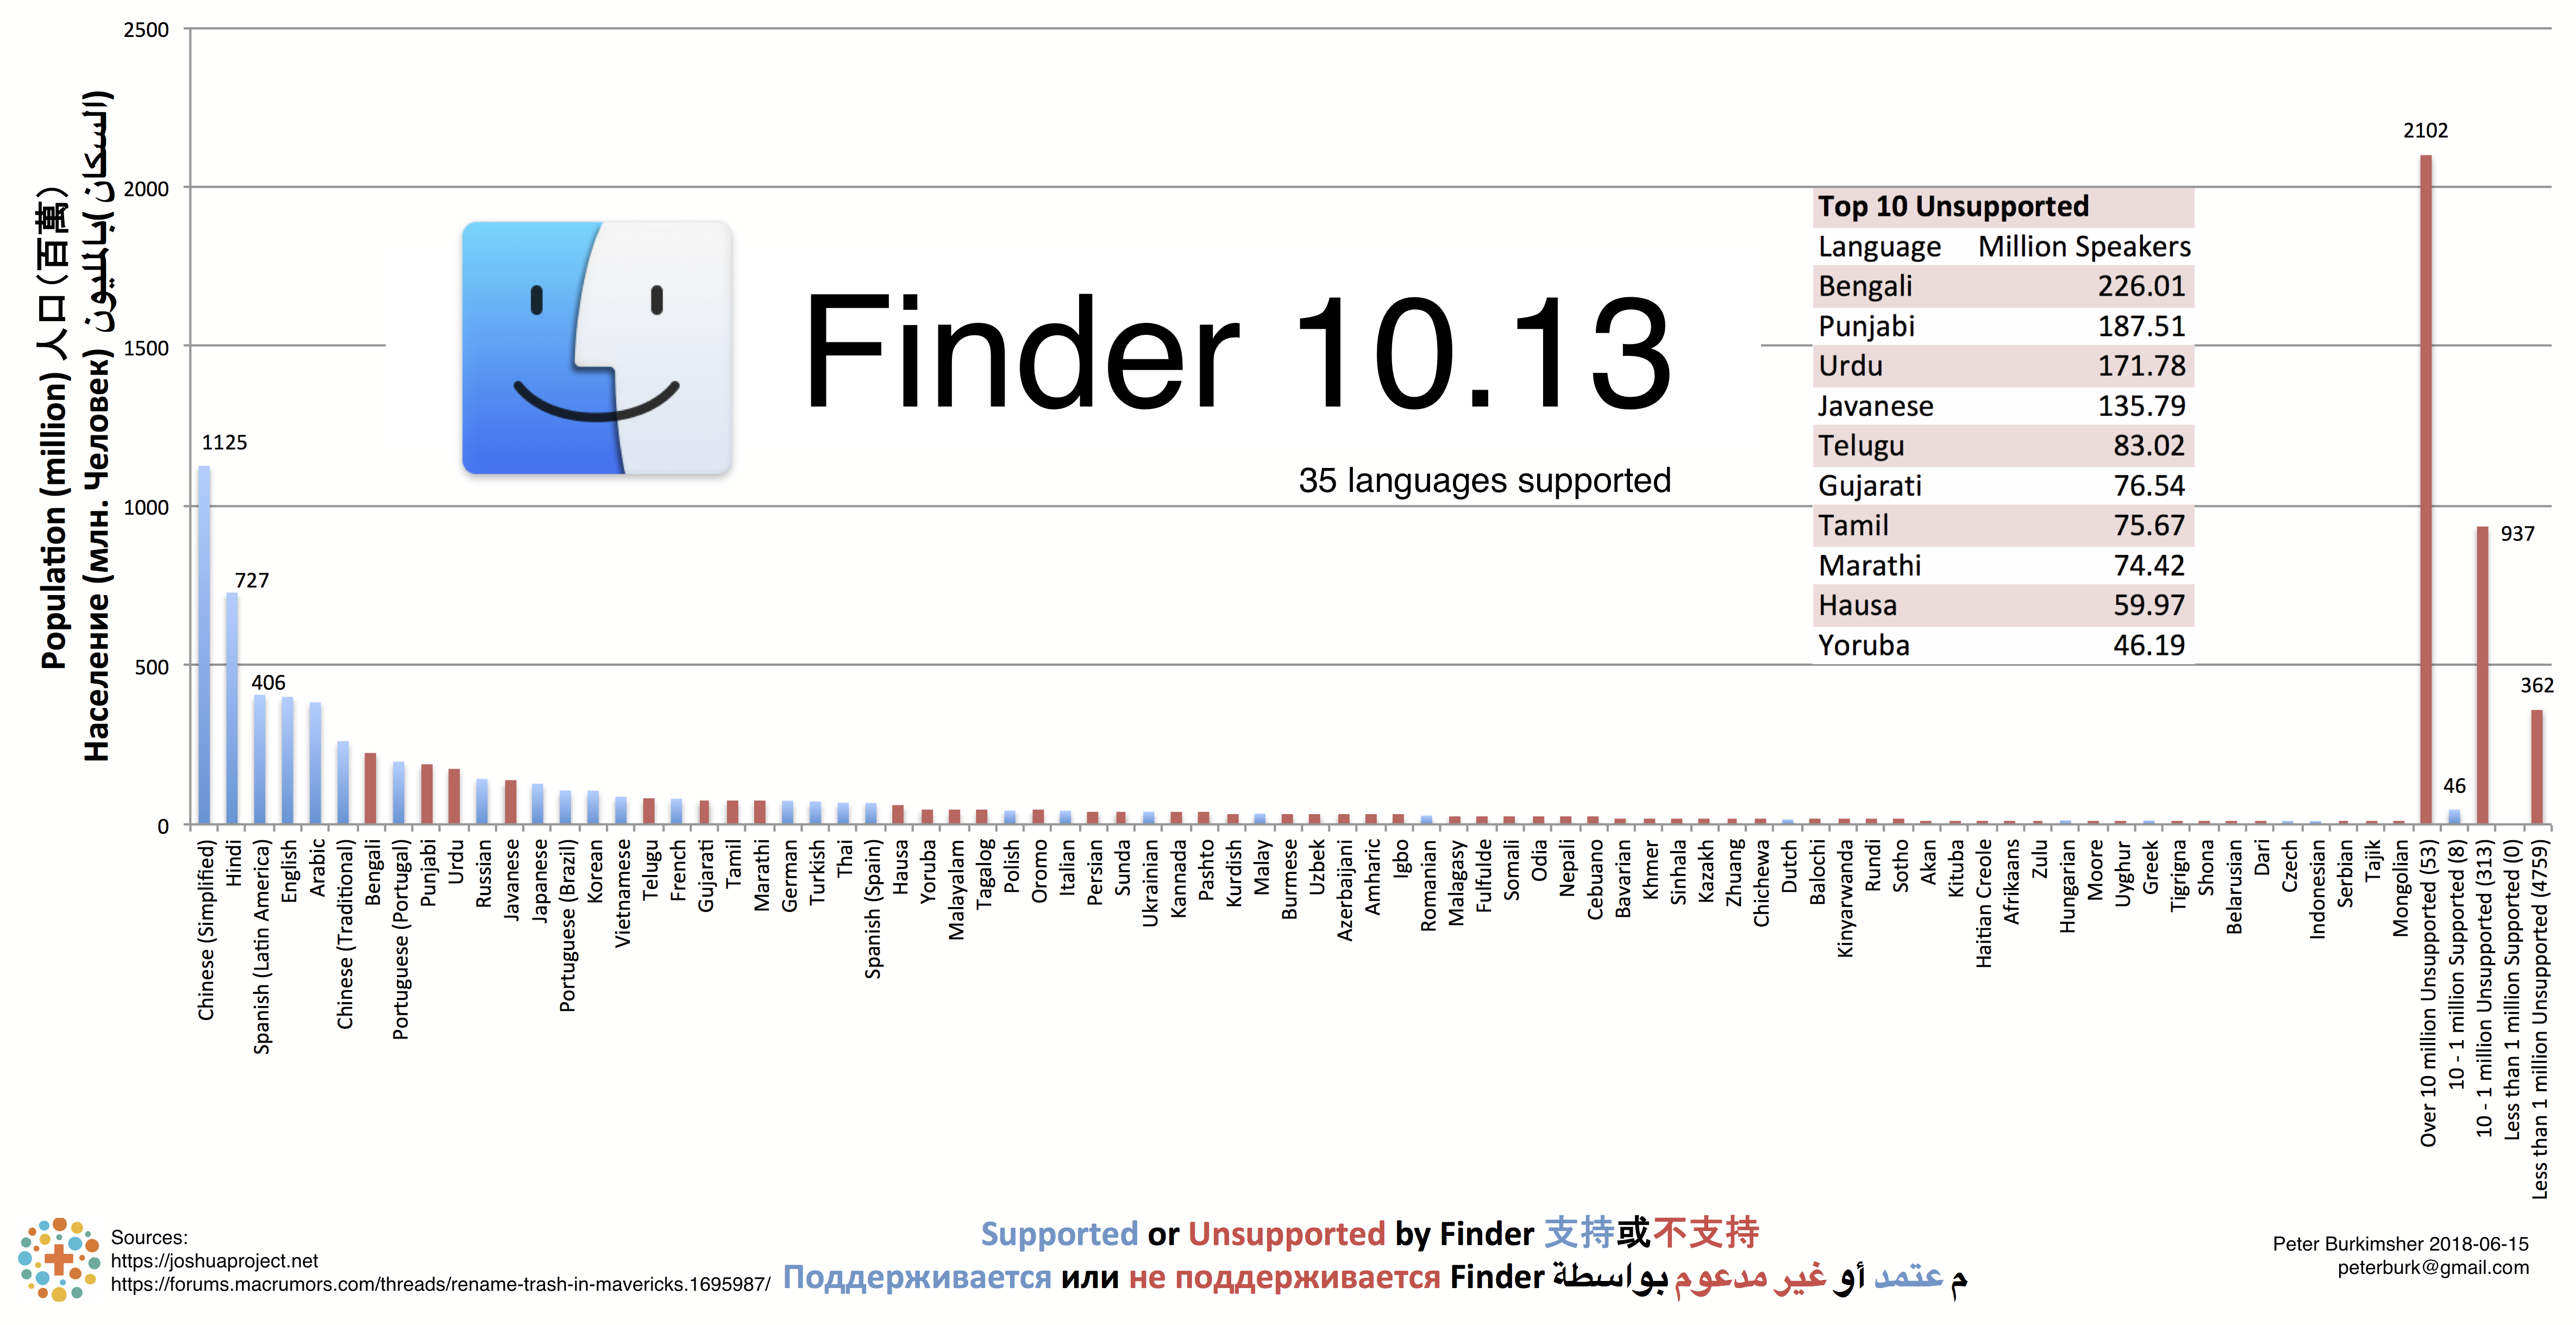 2500
2000
1500
1000
500
0
Population (million) 人口（百萬）
Население (млн. Человек) السكان )بالمليون(
1125
727
406
2102
46
937
362
Finder 10.13
35 languages supported
Top 10 Unsupported
Language Million Speakers
Bengali 226.01
Punjabi 187.51
Urdu 171.78
Javanese 135.79
Telugu 83.02
Gujarati 76.54
Tamil 75.67
Marathi 74.42
Hausa 59.97
Yoruba 46.19
Chinese (Simplified)
Hindi
Spanish (Latin America)
English
Arabic
Chinese (Traditional)
Bengali
Portuguese (Portugal)
Punjabi
Urdu
Russian
Javanese
Japanese
Portuguese (Brazil)
Korean
Vietnamese
Telugu
French
Gujarati
Tamil
Marathi
German
Turkish
Thai
Spanish (Spain)
Hausa
Yoruba
Malayalam
Tagalog
Polish
Oromo
Italian
Persian
Sunda
Ukrainian
Kannada
Pashto
Kurdish
Malay
Burmese
Uzbek
Azerbaijani
Amharic
Igbo
Romanian
Malagasy
Fulfulde
Somali
Odia
Nepali
Cebuano
Bavarian
Khmer
Sinhala
Kazakh
Zhuang
Chichewa
Dutch
Balochi
Kinyarwanda
Rundi
Sotho
Akan
Kituba
Haitian Creole
Afrikaans
Zulu
Hungarian
Moore
Uyghur
Greek
Tigrigna
Shona
Belarusian
Dari
Czech
Indonesian
Serbian
Tajik
Mongolian
Over 10 million Unsupported (53)
10 - 1 million Supported (8)
10 - 1 million Unsupported (313)
Less than 1 million Supported (0)
Less than 1 million Unsupported (4759)
Sources:
https://joshuaproject.net
https://forums.macrumors.com/threads/rename-trash-in-mavericks.1695987/
Supported or Unsupported by Finder 支持或不支持
Поддерживается или не поддерживается Finder معتمد أو غير مدعوم بواسطة
Peter Burkimsher 2018-06-15
peterburk@gmail.com